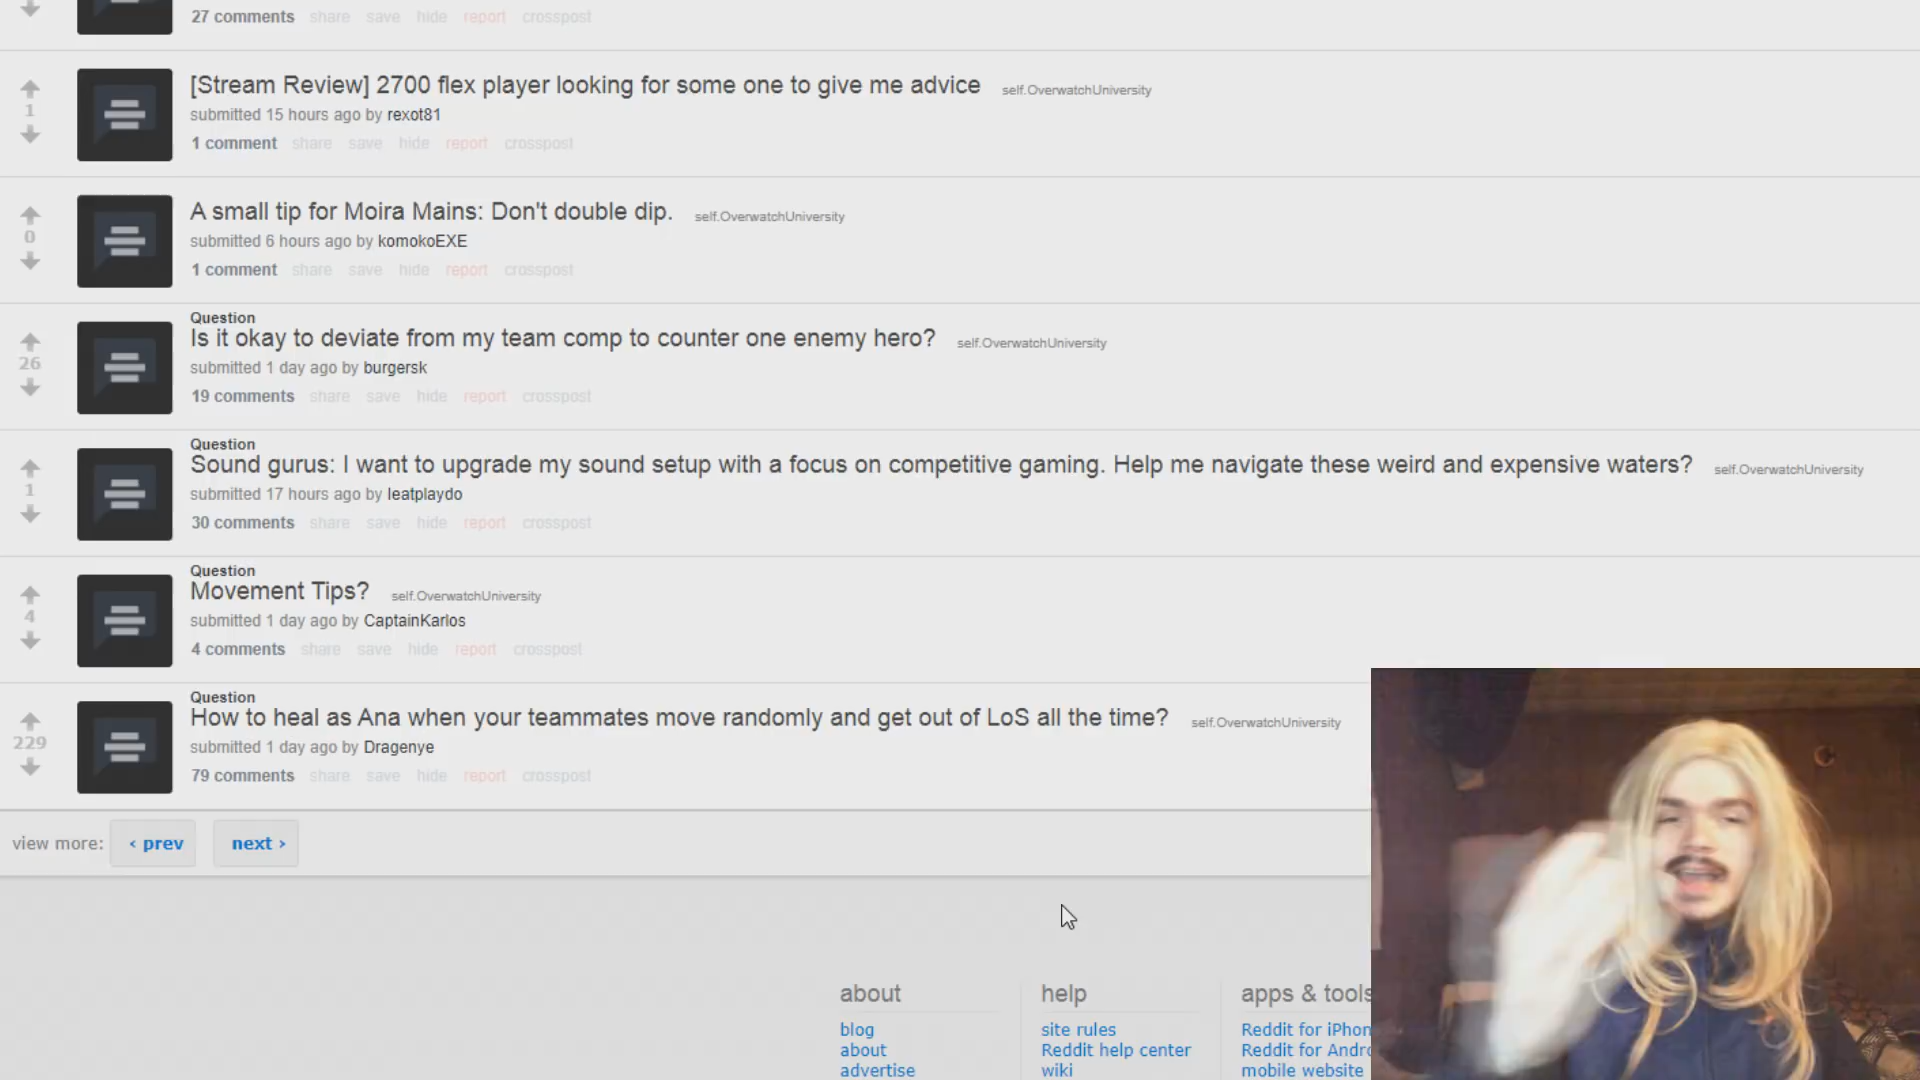 27 comments share save hide report crosspost
1
[Stream Review] 2700 flex player looking for some one to give me advice self.OverwatchUniversity
submitted 15 hours ago by rexot81
1 comment share save hide report crosspost
0
A small tip for Moira Mains: Don't double dip. self.OverwatchUniversity
submitted 6 hours ago by komokoEXE
1 comment share save hide report crosspost
26
Question
Is it okay to deviate from my team comp to counter one enemy hero? self.OverwatchUniversity
submitted 1 day ago by burgersk
19 comments share save hide report crosspost
1
Question
Sound gurus: I want to upgrade my sound setup with a focus on competitive gaming. Help me navigate these weird and expensive waters? self.OverwatchUniversity
submitted 17 hours ago by leatplaydo
30 comments share save hide report crosspost
4
Question
Movement Tips? self.OverwatchUniversity
submitted 1 day ago by CaptainKarlos
4 comments share save hide report crosspost
229
Question
How to heal as Ana when your teammates move randomly and get out of LoS all the time? self.OverwatchUniversity
submitted 1 day ago by Dragenye
79 comments share save hide report crosspost
view more: ‹ prev next ›
about help apps & tools
blog site rules Reddit for iPhon
about Reddit help center Reddit for Andro
advertise wiki mobile website